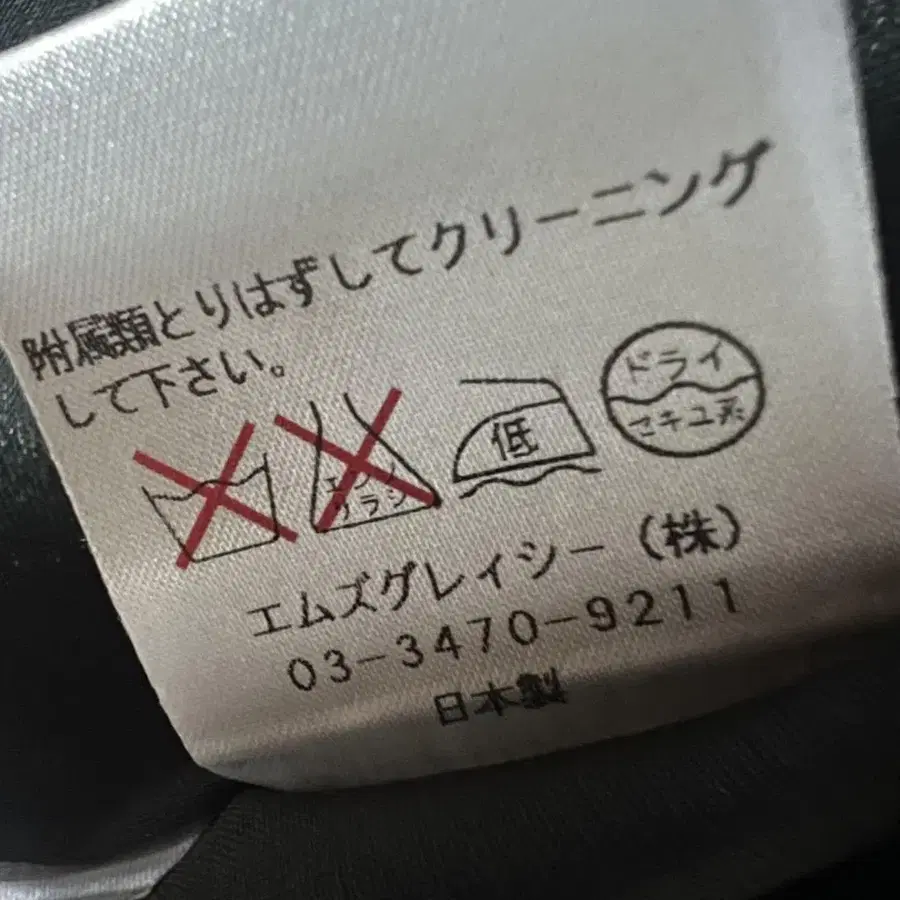 附属類とりはずしてクリーニング
して下さい。
エンソ
サラシ
低
ドライ
セキユ系
エムズグレイシー（株）
03-3470-9211
日本製